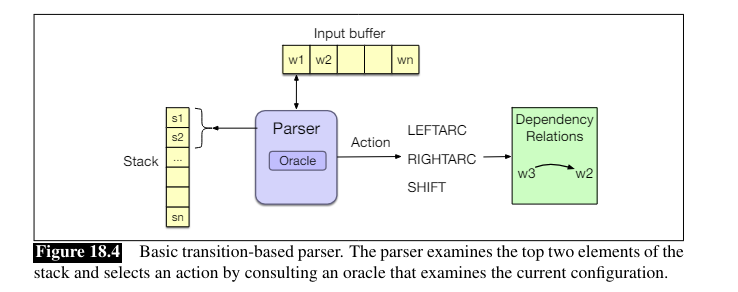 Input buffer
w1 w2 wn
s1
s2
...
sn
Stack
Parser
Oracle
Action
LEFTARC
RIGHTARC
SHIFT
Dependency
Relations
w3 w2
Figure 18.4 Basic transition-based parser. The parser examines the top two elements of the
stack and selects an action by consulting an oracle that examines the current configuration.